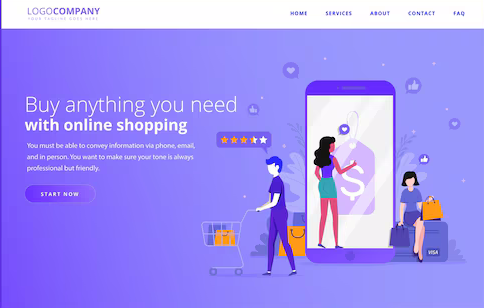 LOGOCOMPANY
YOUR TAGLINE GOES HERE
HOME SERVICES ABOUT CONTACT FAQ
Buy anything you need
with online shopping
You must be able to convey information via phone, email,
and in person. You want to make sure your tone is always
professional but friendly.
START NOW
$
VISA